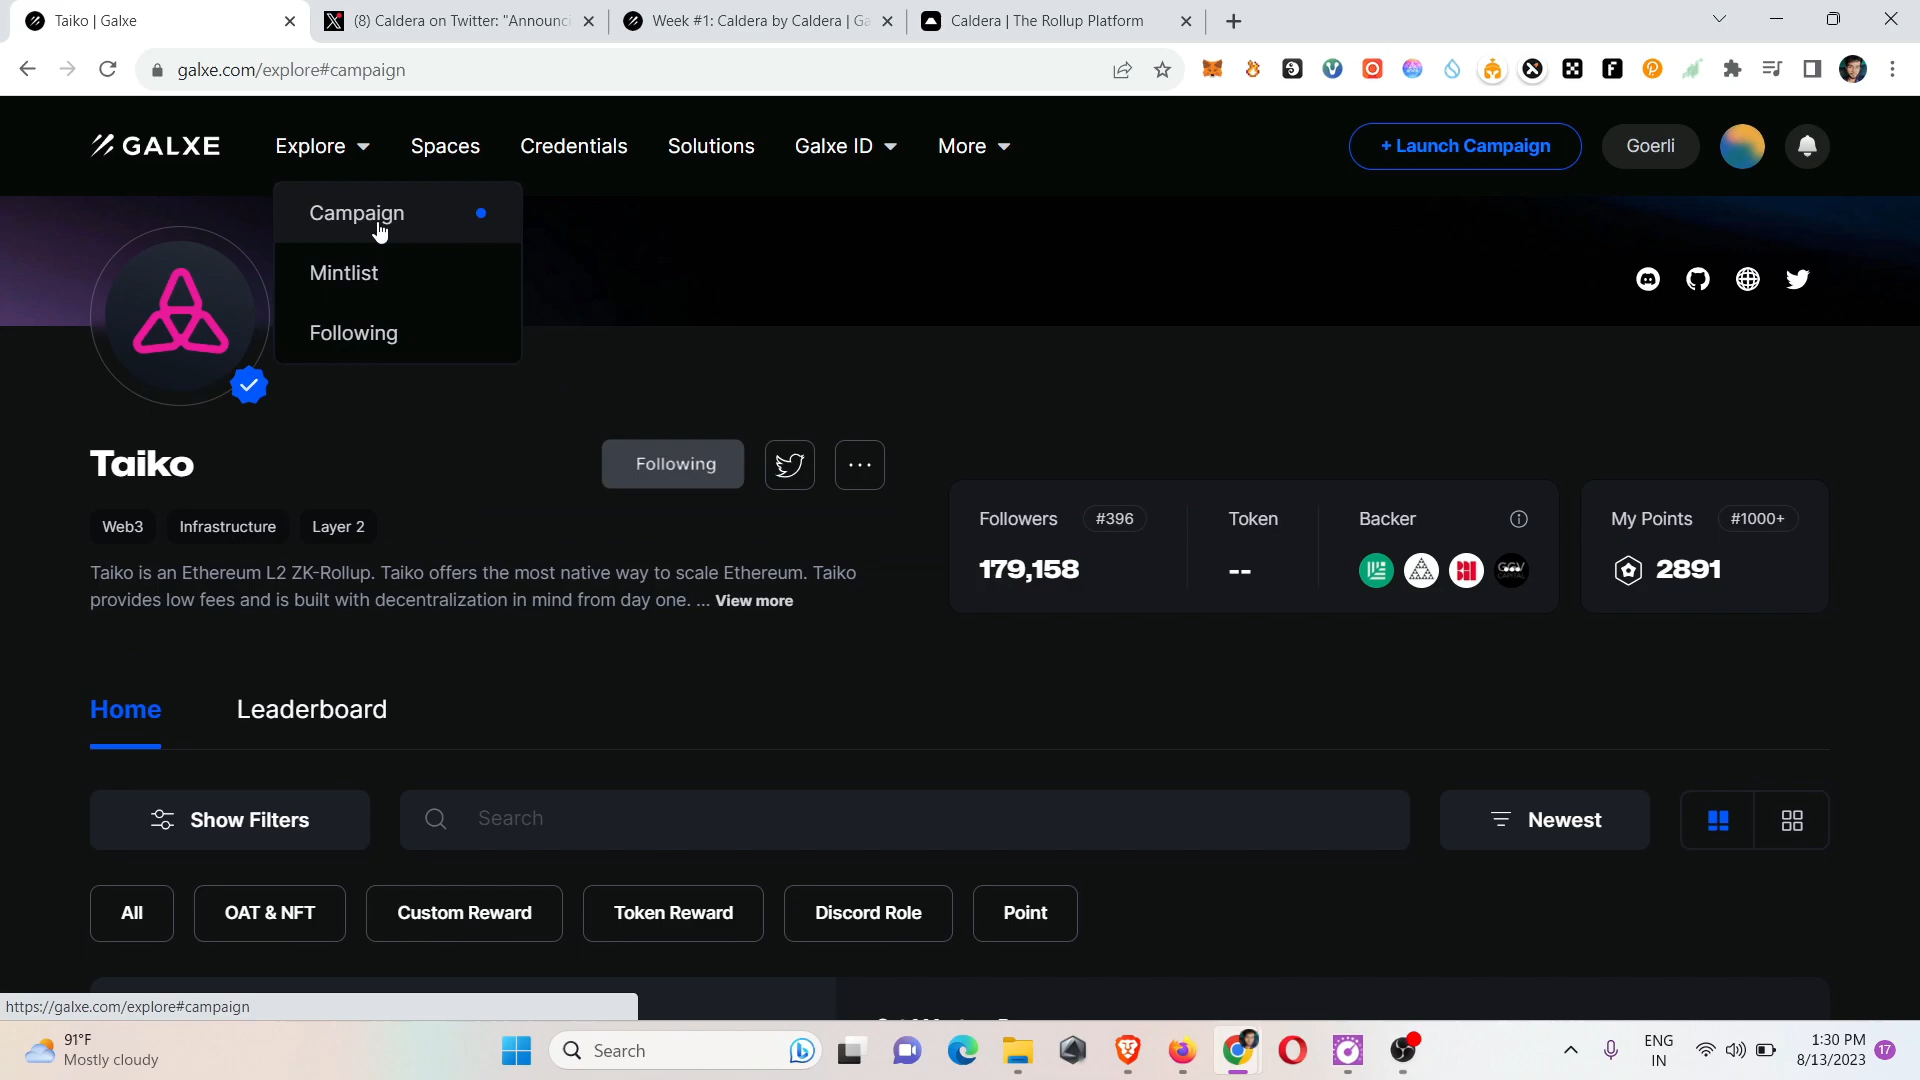 Taiko | Galxe
(8) Caldera on Twitter: "Announci
Week #1: Caldera by Caldera | Ga
Caldera | The Rollup Platform
galxe.com/explore#campaign
GALXE
Explore
Spaces
Credentials
Solutions
Galxe ID
More
+ Launch Campaign
Goerli
Campaign
Mintlist
Following
Taiko
Following
Web3
Infrastructure
Layer 2
Taiko is an Ethereum L2 ZK-Rollup. Taiko offers the most native way to scale Ethereum. Taiko
provides low fees and is built with decentralization in mind from day one. ... View more
Followers #396
179,158
Token
--
Backer
My Points #1000+
2891
Home
Leaderboard
Show Filters
Search
Newest
All
OAT & NFT
Custom Reward
Token Reward
Discord Role
Point
https://galxe.com/explore#campaign
91°F
Mostly cloudy
Search
ENG
IN
1:30 PM
8/13/2023
17